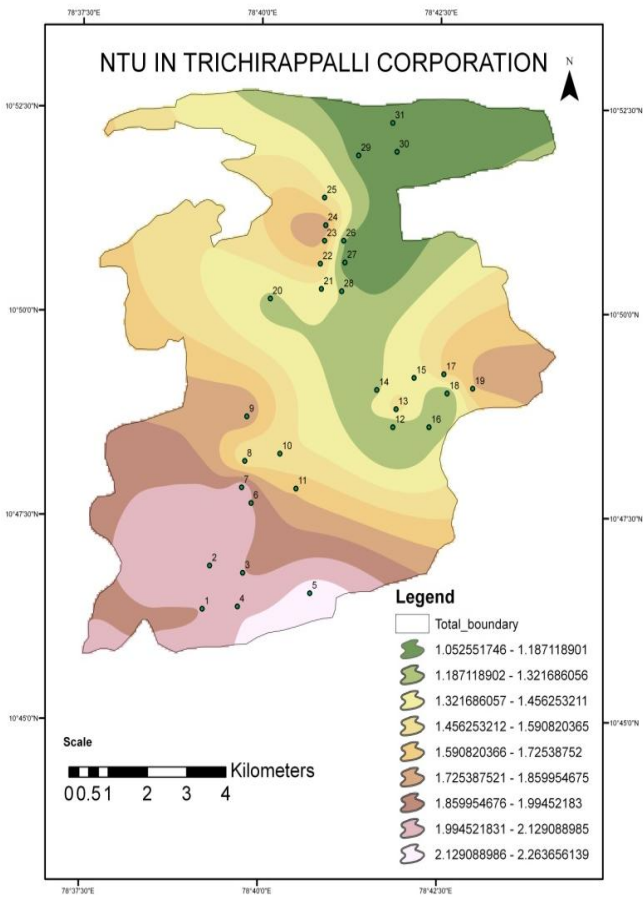 78°37'30"E 78°40'0"E 78°42'30"E
NTU IN TRICHIRAPPALLI CORPORATION
N
10°52'30"N 10°52'30"N
31
29
30
25
24
23 26
22 27
21 28
20
10°50'0"N 10°50'0"N
15 17
14 18 19
13
9 12 16
8 10
7 11
6
10°47'30"N 10°47'30"N
2
3
5
1 4
Legend
Total_boundary
1.052551746 - 1.187118901
1.187118902 - 1.321686056
1.321686057 - 1.456253211
1.456253212 - 1.590820365
1.590820366 - 1.72538752
1.725387521 - 1.859954675
1.859954676 - 1.99452183
1.994521831 - 2.129088985
2.129088986 - 2.263656139
10°45'0"N 10°45'0"N
Scale
Kilometers
0 0.5 1 2 3 4
78°37'30"E 78°40'0"E 78°42'30"E